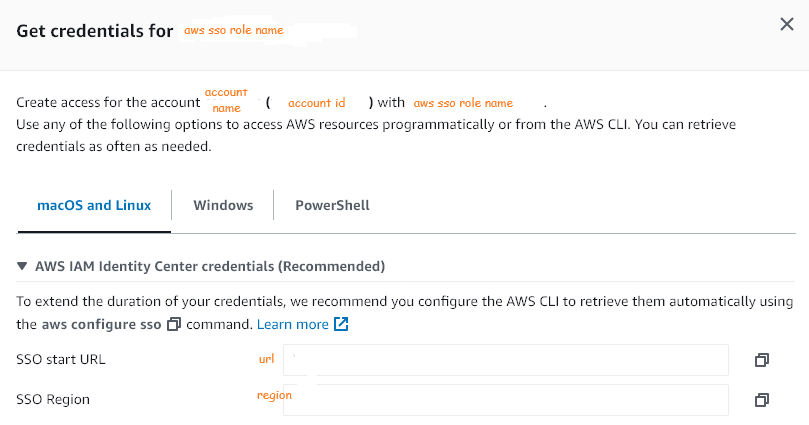 Get credentials for aws sso role name
Create access for the account account name ( account id ) with aws sso role name .
Use any of the following options to access AWS resources programmatically or from the AWS CLI. You can retrieve
credentials as often as needed.
macOS and Linux Windows PowerShell
AWS IAM Identity Center credentials (Recommended)
To extend the duration of your credentials, we recommend you configure the AWS CLI to retrieve them automatically using
the aws configure sso command. Learn more
SSO start URL url
SSO Region region